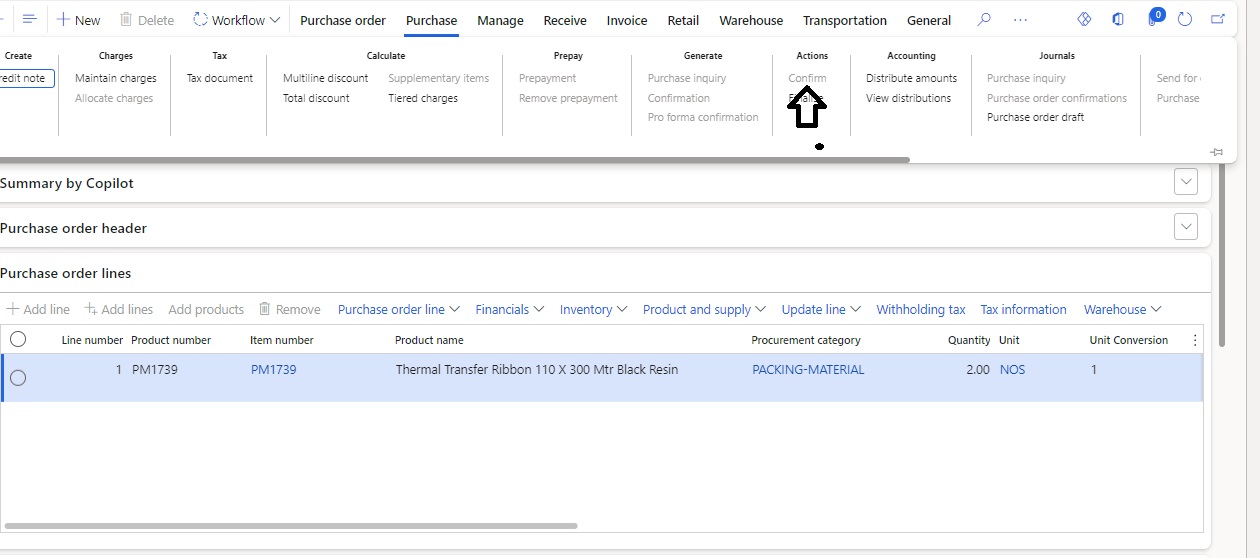 New Delete Workflow Purchase order Purchase Manage Receive Invoice Retail Warehouse Transportation General 0
Create Charges Tax Calculate Prepay Generate Actions Accounting Journals
redit note Maintain charges Tax document Multiline discount Supplementary items Prepayment Purchase inquiry Confirm Distribute amounts Purchase inquiry Send for
Allocate charges Total discount Tiered charges Remove prepayment Confirmation View distributions Purchase order confirmations Purchase
Pro forma confirmation Purchase order draft
Summary by Copilot
Purchase order header
Purchase order lines
Add line Add lines Add products Remove Purchase order line Financials Inventory Product and supply Update line Withholding tax Tax information Warehouse
Line number Product number Item number Product name Procurement category Quantity Unit Unit Conversion
1 PM1739 PM1739 Thermal Transfer Ribbon 110 X 300 Mtr Black Resin PACKING-MATERIAL 2.00 NOS 1